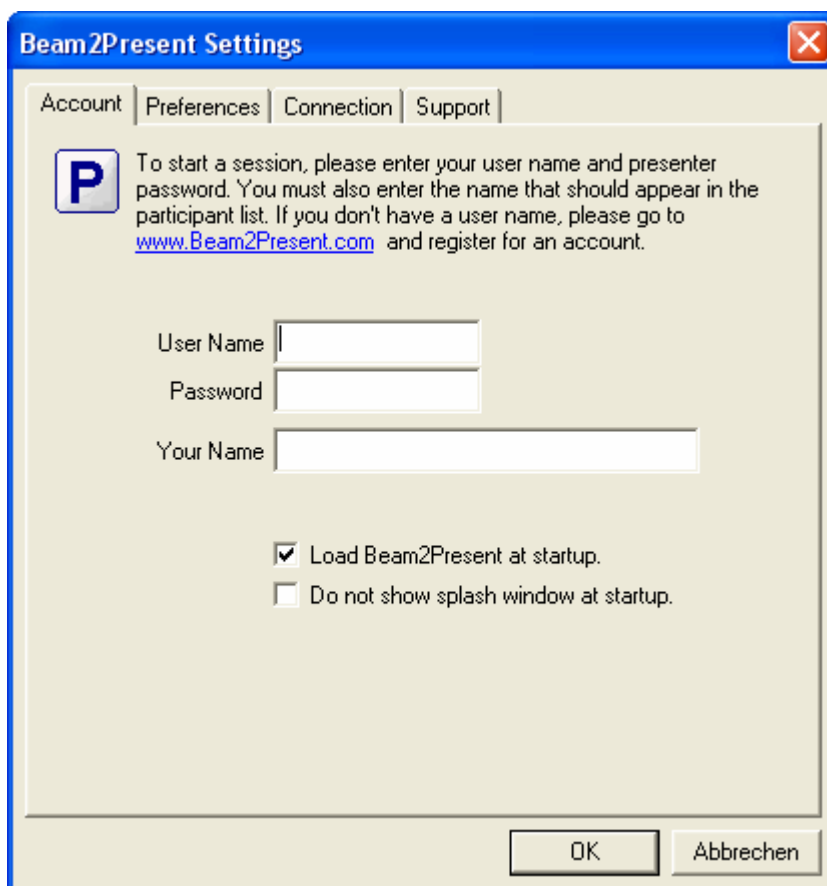 Beam2Present Settings
Account Preferences Connection Support
P
To start a session, please enter your user name and presenter
password. You must also enter the name that should appear in the
participant list. If you don't have a user name, please go to
www.Beam2Present.com and register for an account.
User Name
Password
Your Name
Load Beam2Present at startup.
Do not show splash window at startup.
OK Abbrechen